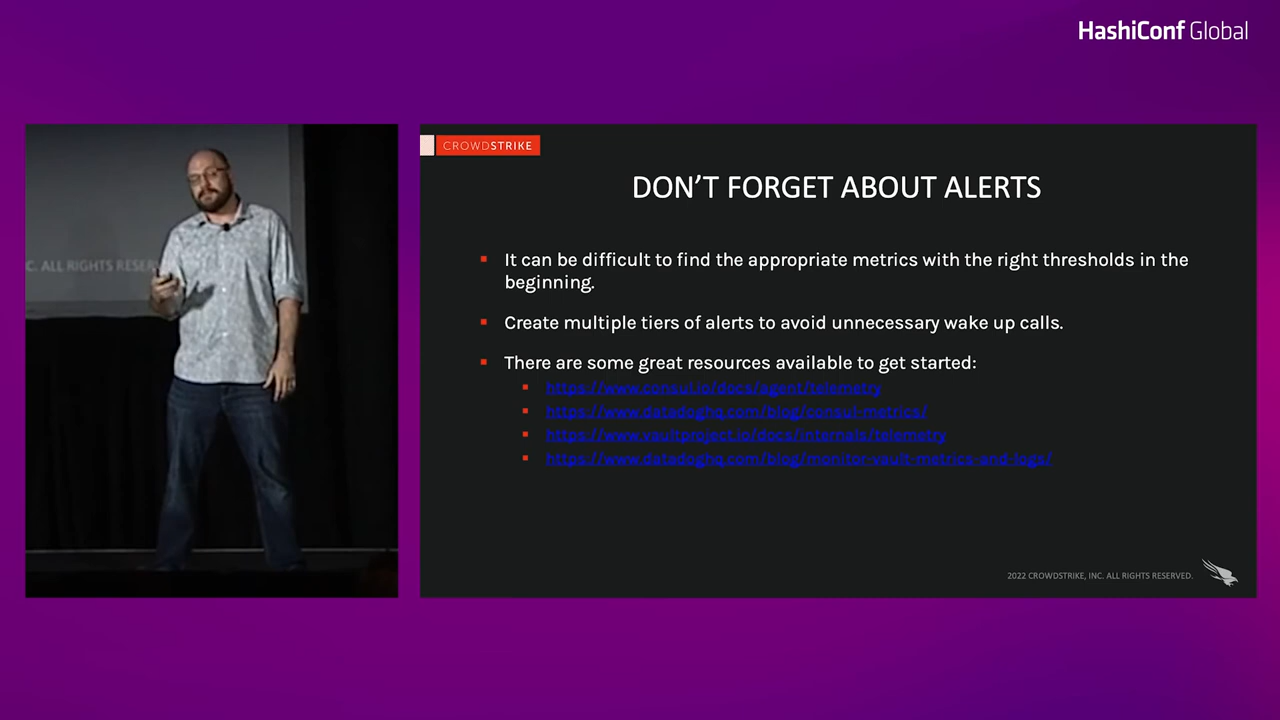 HashiConf Global
CROWDSTRIKE
DON'T FORGET ABOUT ALERTS
C. ALL RIGHTS RESER
▪ It can be difficult to find the appropriate metrics with the right thresholds in the
beginning.
▪ Create multiple tiers of alerts to avoid unnecessary wake up calls.
▪ There are some great resources available to get started:
▪ https://www.consul.io/docs/agent/telemetry
▪ https://www.datadoghq.com/blog/consul-metrics/
▪ https://www.vaultproject.io/docs/internals/telemetry
▪ https://www.datadoghq.com/blog/monitor-vault-metrics-and-logs/
2022 CROWDSTRIKE, INC. ALL RIGHTS RESERVED.